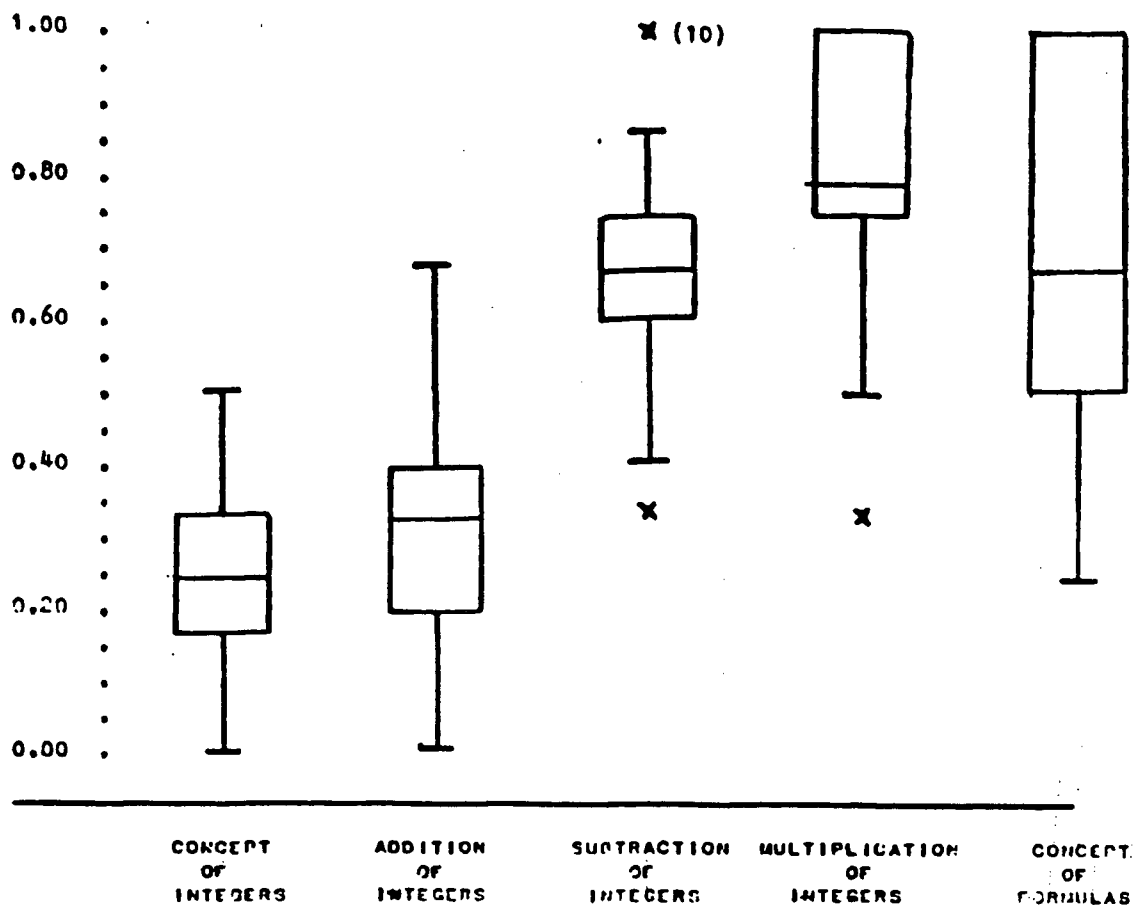 1.00
(10)
0.80
0.60
0.40
0.20
0.00
CONCEPT
OF
INTEGERS
ADDITION
OF
INTEGERS
SUBTRACTION
OF
INTEGERS
MULTIPLICATION
OF
INTEGERS
CONCEPT
OF
FORMULAS